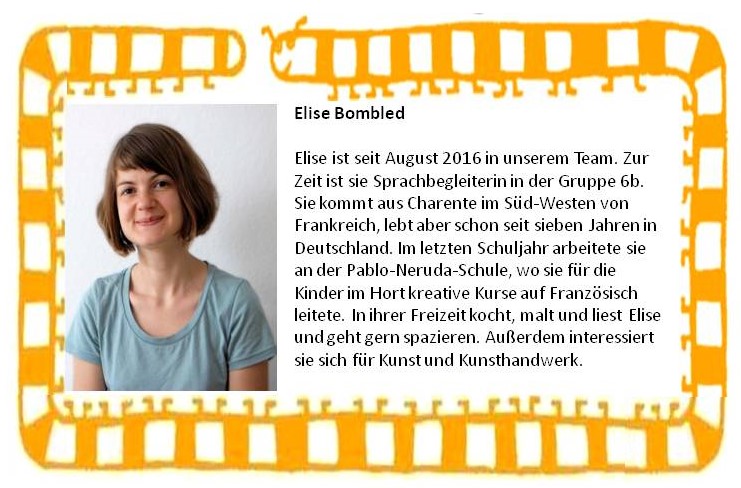 Elise Bombled
Elise ist seit August 2016 in unserem Team. Zur
Zeit ist sie Sprachbegleiterin in der Gruppe 6b.
Sie kommt aus Charente im Süd-Westen von
Frankreich, lebt aber schon seit sieben Jahren in
Deutschland. Im letzten Schuljahr arbeitete sie
an der Pablo-Neruda-Schule, wo sie für die
Kinder im Hort kreative Kurse auf Französisch
leitete. In ihrer Freizeit kocht, malt und liest Elise
und geht gern spazieren. Außerdem interessiert
sie sich für Kunst und Kunsthandwerk.